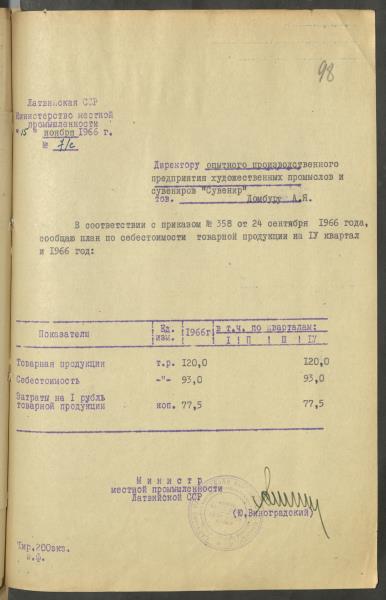 98
Латвийская ССР
Министерство местной
промышленности
"15" ноября 1966 г.
№ 7/с
Директору опытного производственного
предприятия художественных промыслов и
сувениров "Сувенир"
тов. Домбург А.Я.
В соответствии с приказом № 358 от 24 сентября 1966 года,
сообщаю план по себестоимости товарной продукции на IУ квартал
и 1966 год:
Показатели Ед. изм. 1966г. в т.ч. по кварталам: I П Ш IУ
Товарная продукция т.р. 120,0 120,0
Себестоимость -"- 93,0 93,0
Затраты на I рубль
товарной продукции коп. 77,5 77,5
Министр
местной промышленности
Латвийской ССР
(Ю.Виноградский)
Тир.200экз.